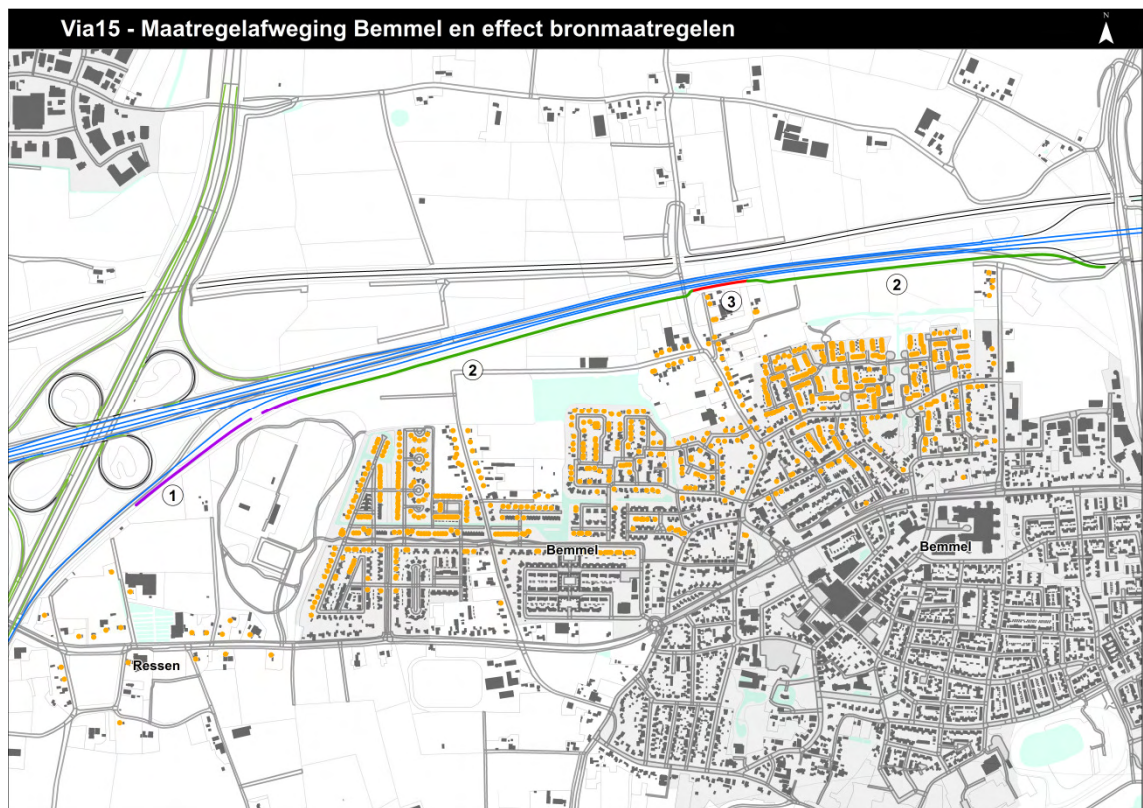 Via15 - Maatregelafweging Bemmel en effect bronmaatregelen
N
3
2
2
1
Bemmel
Bemmel
Ressen